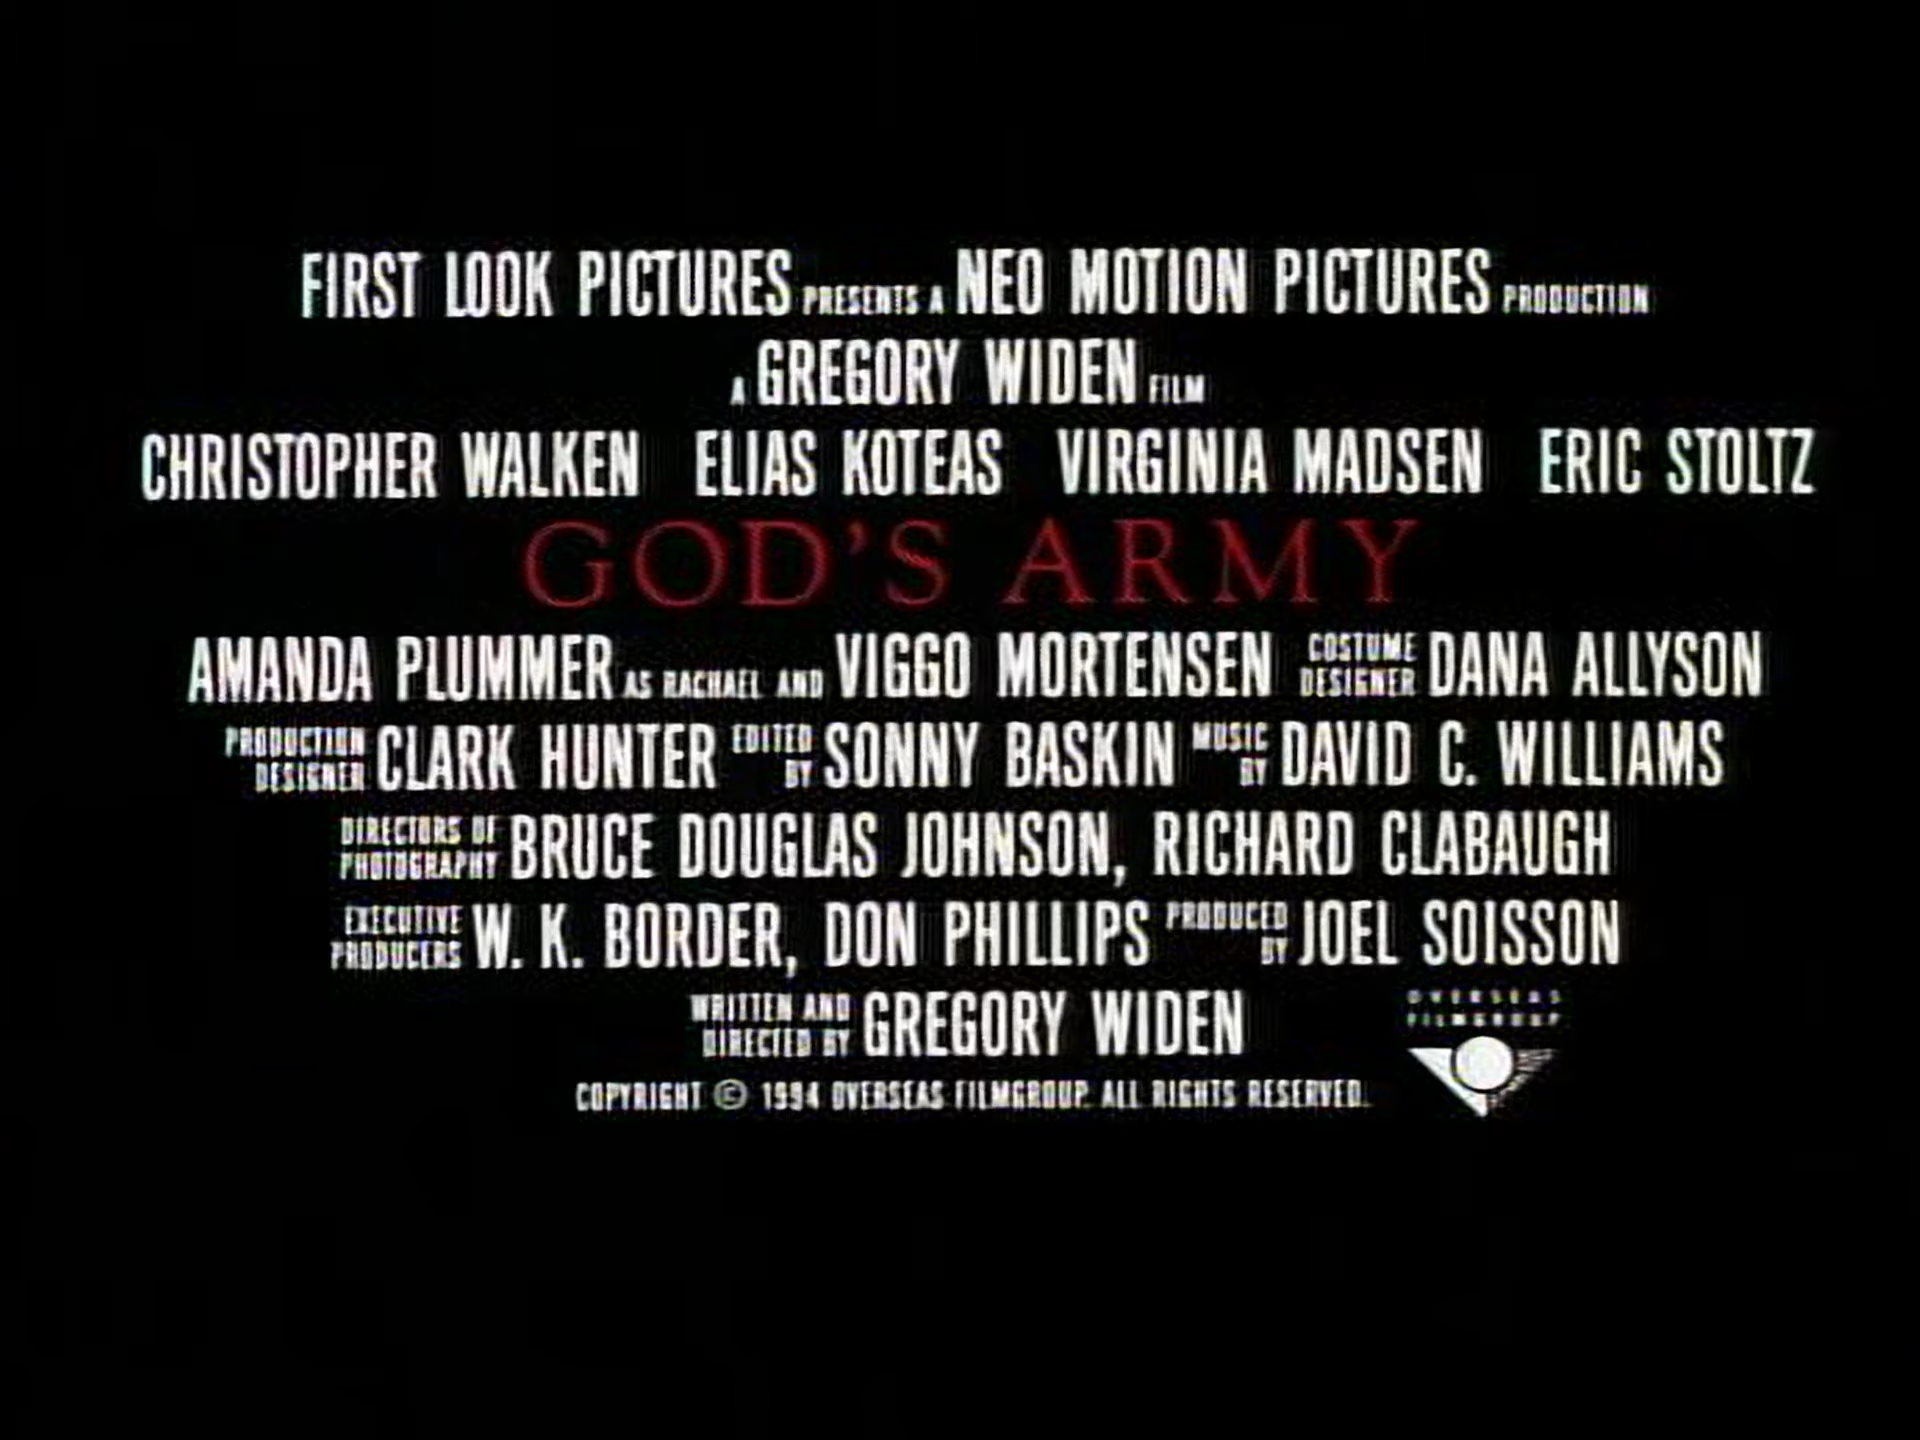 FIRST LOOK PICTURES PRESENTS A NEO MOTION PICTURES PRODUCTION
A GREGORY WIDEN FILM
CHRISTOPHER WALKEN ELIAS KOTEAS VIRGINIA MADSEN ERIC STOLTZ
GOD'S ARMY
AMANDA PLUMMER AS RACHAEL AND VIGGO MORTENSEN COSTUME DESIGNER DANA ALLYSON
PRODUCTION DESIGNER CLARK HUNTER EDITED BY SONNY BASKIN MUSIC BY DAVID C. WILLIAMS
DIRECTORS OF PHOTOGRAPHY BRUCE DOUGLAS JOHNSON, RICHARD CLABAUGH
EXECUTIVE PRODUCERS W. K. BORDER, DON PHILLIPS PRODUCED BY JOEL SOISSON
WRITTEN AND DIRECTED BY GREGORY WIDEN
OVERSEAS
FILMGROUP
COPYRIGHT © 1994 OVERSEAS FILMGROUP. ALL RIGHTS RESERVED.